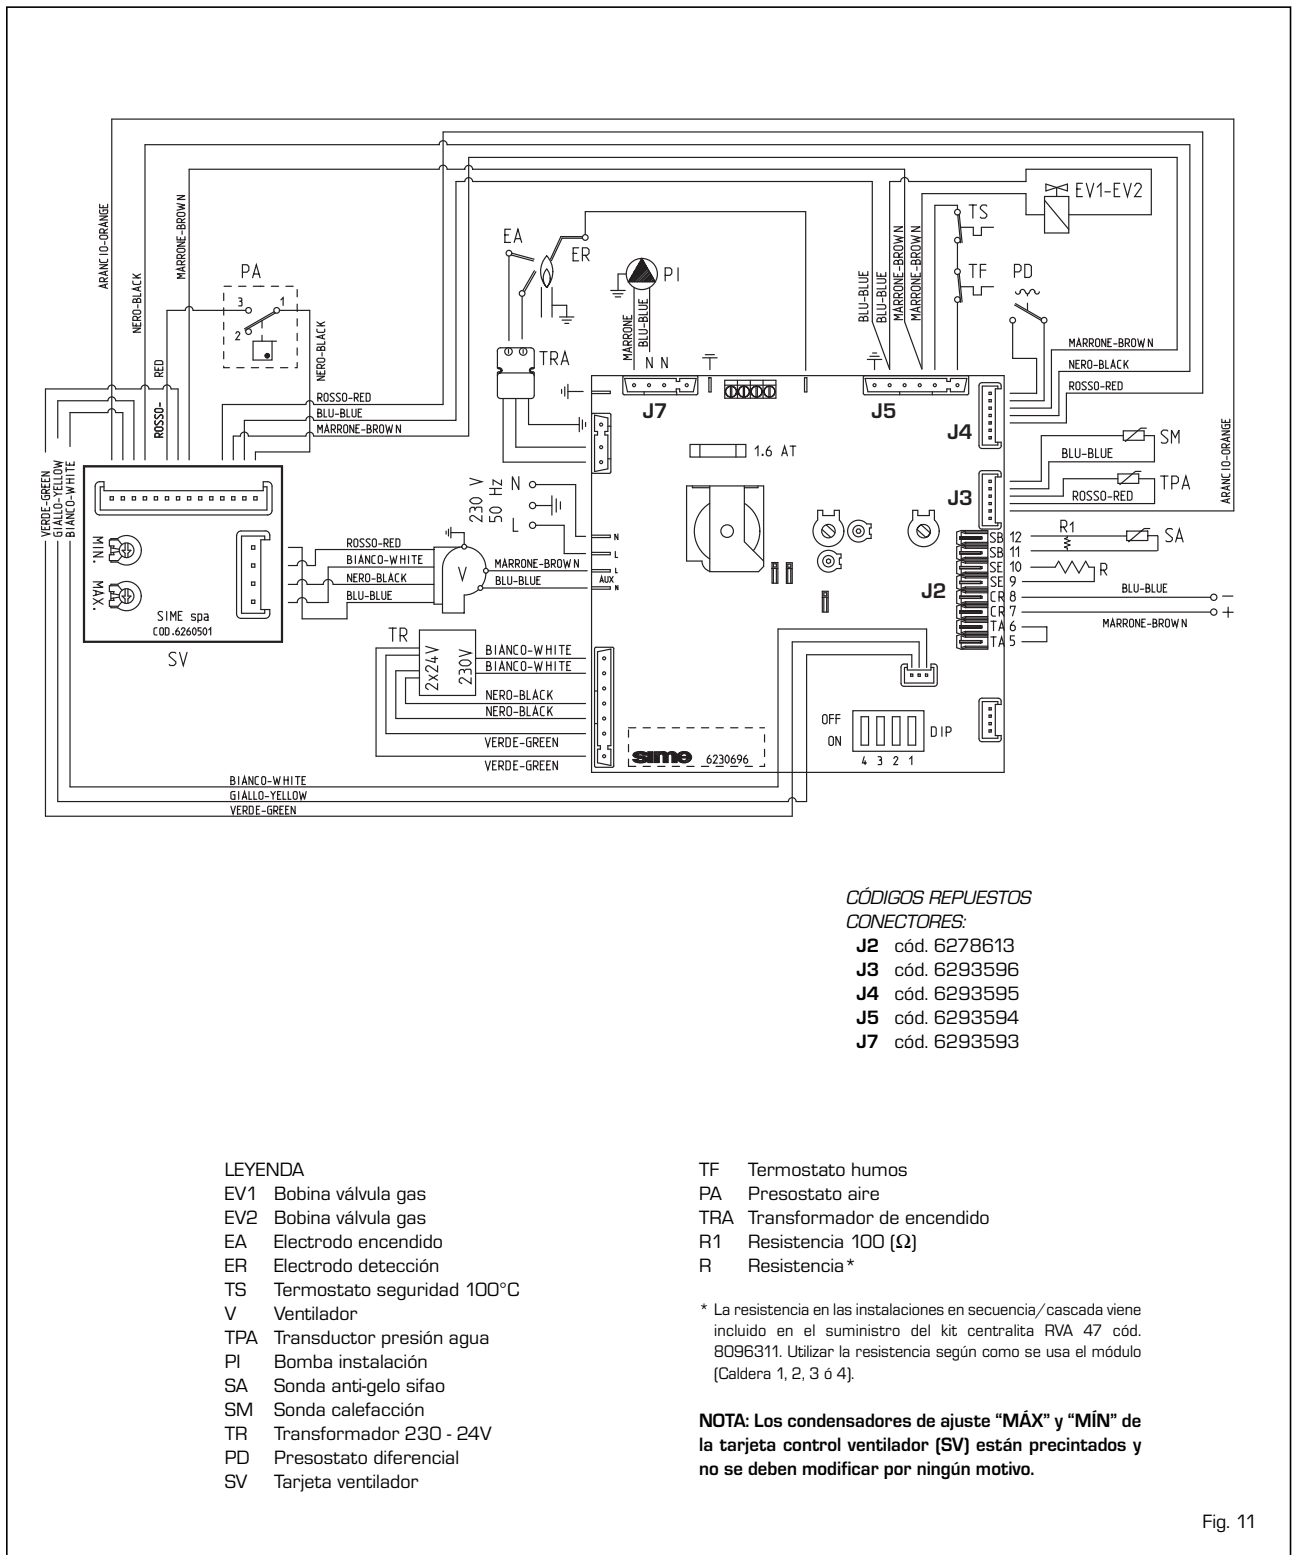 ARANCIO-ORANGE
NERO-BLACK
MARRONE-BROWN
PA
3
1
2
NERO-BLACK
ROSSO-
RED
ROSSO-RED
BLU-BLUE
MARRONE-BROWN
EA
ER
PI
MARRONE
BLU-BLUE
N N
TRA
BLU-BLUE
BLU-BLUE
MARRONE-BROWN
MARRONE-BROWN
TS
TF
EV1-EV2
PD
MARRONE-BROWN
NERO-BLACK
ROSSO-RED
J7
J5
J4
1.6 AT
SM
BLU-BLUE
TPA
ROSSO-RED
J3
ARANCIO-ORANGE
VERDE-GREEN
GIALLO-YELLOW
BIANCO-WHITE
MIN.
MAX.
SIME spa
COD.6260501
SV
ROSSO-RED
BIANCO-WHITE
NERO-BLACK
BLU-BLUE
V
MARRONE-BROWN
BLU-BLUE
230 V
50 Hz
N
L
N
L
L
AUX
N
R1
SA
SB 12
SB 11
SE 10
R
SE 9
J2
CR 8
BLU-BLUE
−
CR 7
+
MARRONE-BROWN
TA 6
TA 5
TR
2x24V
230V
BIANCO-WHITE
BIANCO-WHITE
NERO-BLACK
NERO-BLACK
VERDE-GREEN
VERDE-GREEN
sime 6230696
OFF
ON
DIP
4 3 2 1
BIANCO-WHITE
GIALLO-YELLOW
VERDE-GREEN
CÓDIGOS REPUESTOS
CONECTORES:
J2 cód. 6278613
J3 cód. 6293596
J4 cód. 6293595
J5 cód. 6293594
J7 cód. 6293593
LEYENDA
EV1 Bobina válvula gas
EV2 Bobina válvula gas
EA Electrodo encendido
ER Electrodo detección
TS Termostato seguridad 100°C
V Ventilador
TPA Transductor presión agua
PI Bomba instalación
SA Sonda anti-gelo sifao
SM Sonda calefacción
TR Transformador 230 - 24V
PD Presostato diferencial
SV Tarjeta ventilador
TF Termostato humos
PA Presostato aire
TRA Transformador de encendido
R1 Resistencia 100 (Ω)
R Resistencia*
* La resistencia en las instalaciones en secuencia/cascada viene
incluido en el suministro del kit centralita RVA 47 cód.
8096311. Utilizar la resistencia según como se usa el módulo
(Caldera 1, 2, 3 ó 4).
NOTA: Los condensadores de ajuste “MÁX” y “MÍN” de
la tarjeta control ventilador (SV) están precintados y
no se deben modificar por ningún motivo.
Fig. 11